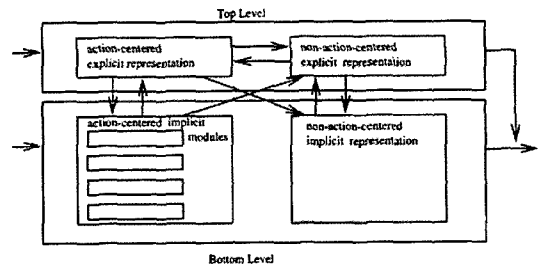 Top Level
action-centered
explicit representation
non-action-centered
explicit representation
action-centered implicit
modules
non-action-centered
implicit representation
Bottom Level